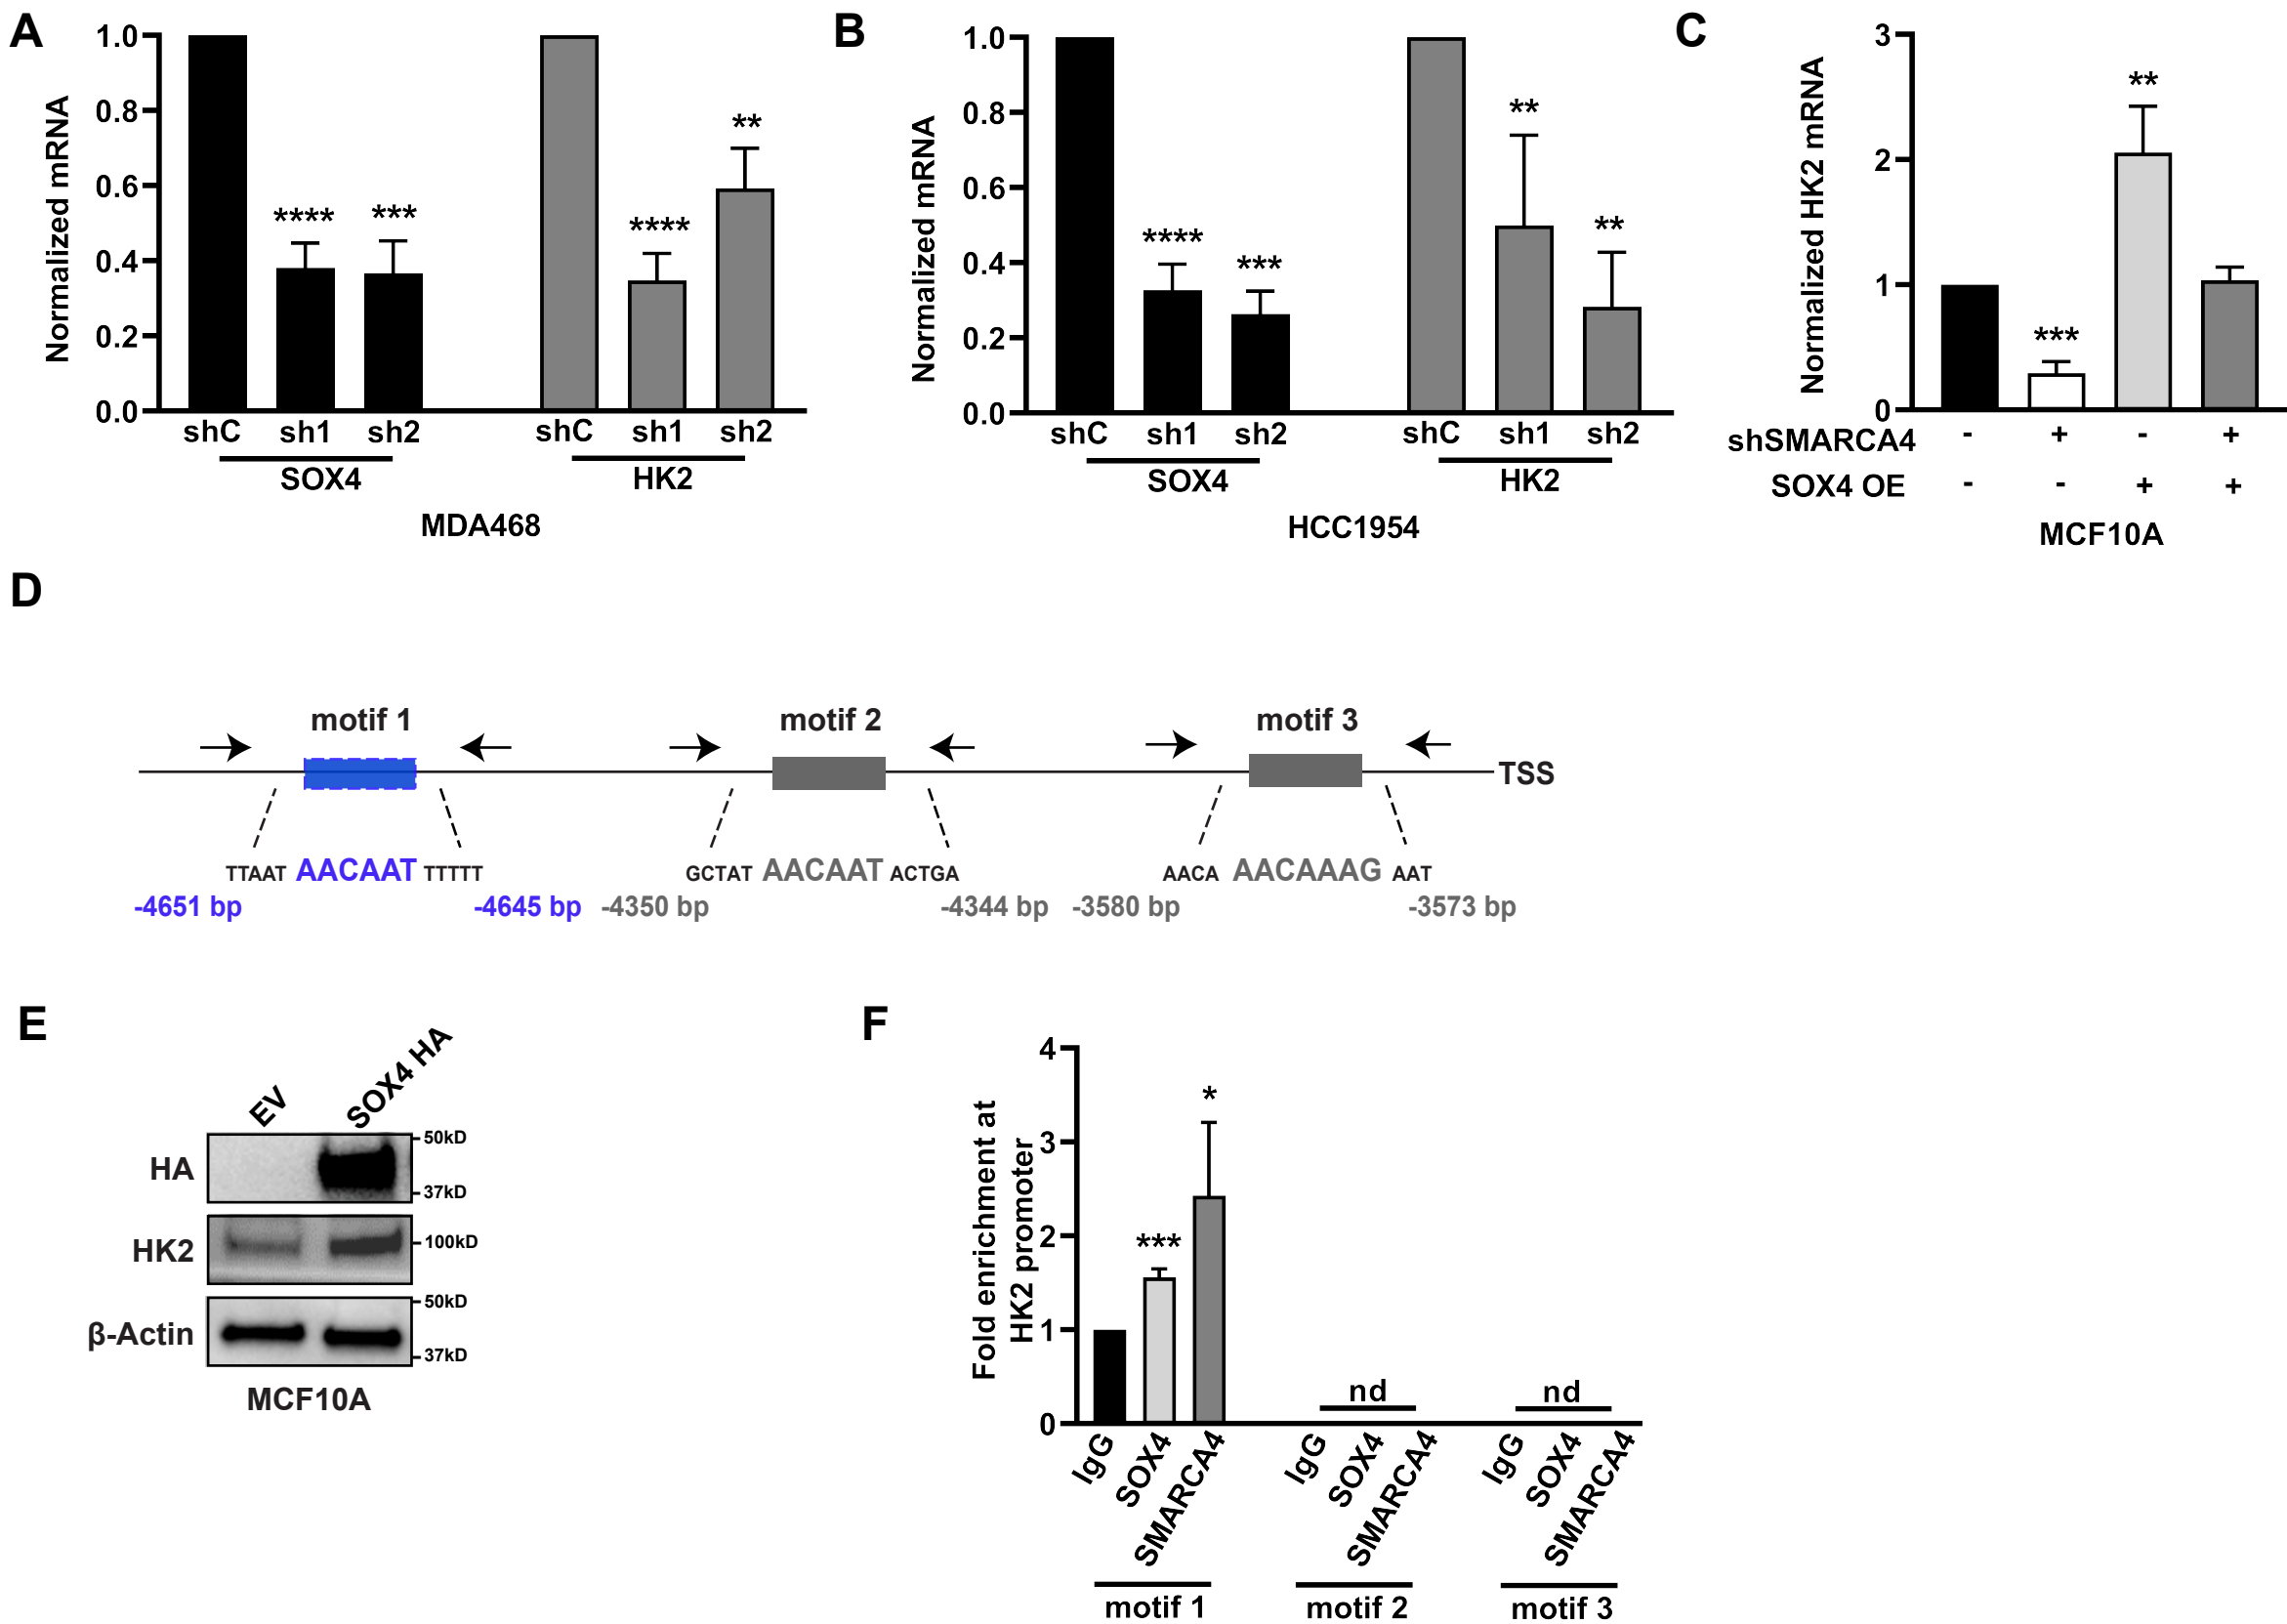 A
Normalized mRNA
1.0
0.8
0.6
0.4
0.2
0.0
**** *** **** **
shC sh1 sh2 shC sh1 sh2
SOX4 HK2
MDA468
B
Normalized mRNA
1.0
0.8
0.6
0.4
0.2
0.0
**** *** ** **
shC sh1 sh2 shC sh1 sh2
SOX4 HK2
HCC1954
C
Normalized HK2 mRNA
3
2
1
0
*** **
shSMARCA4 - + - +
SOX4 OE - - + +
MCF10A
D
motif 1 motif 2 motif 3
TSS
TTAAT AACAAT TTTTT GCTAT AACAAT ACTGA AACA AACAAAG AAT
-4651 bp -4645 bp -4350 bp -4344 bp -3580 bp -3573 bp
E
EV SOX4 HA
HA 50kD
37kD
HK2 100kD
β-Actin 50kD
37kD
MCF10A
F
Fold enrichment at
HK2 promoter
4
3
2
1
0
*** *
nd nd
IgG SOX4 SMARCA4 IgG SOX4 SMARCA4 IgG SOX4 SMARCA4
motif 1 motif 2 motif 3